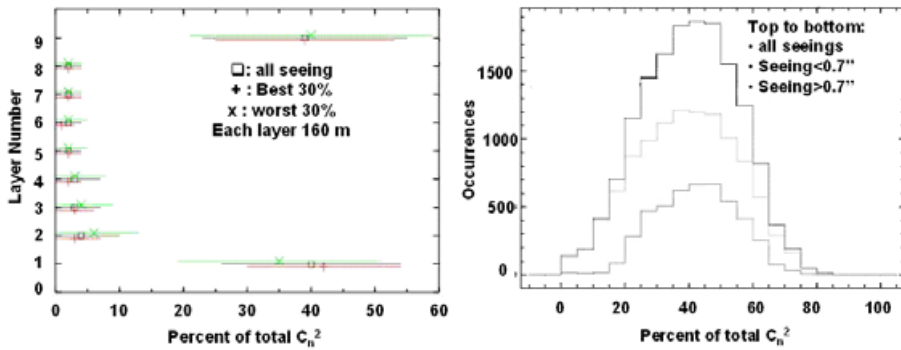 Layer Number
9
8
7
6
5
4
3
2
1
0
□: all seeing
+ : Best 30%
x : worst 30%
Each layer 160 m
0 10 20 30 40 50 60
Percent of total Cn²
Occurrences
1500
1000
500
0
Top to bottom:
• all seeings
• Seeing<0.7"
• Seeing>0.7"
0 20 40 60 80 100
Percent of total Cn²